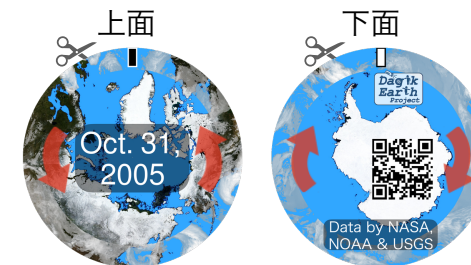 上面
下面
Oct. 31,
2005
Dagik
Earth
Project
Data by NASA,
NOAA & USGS